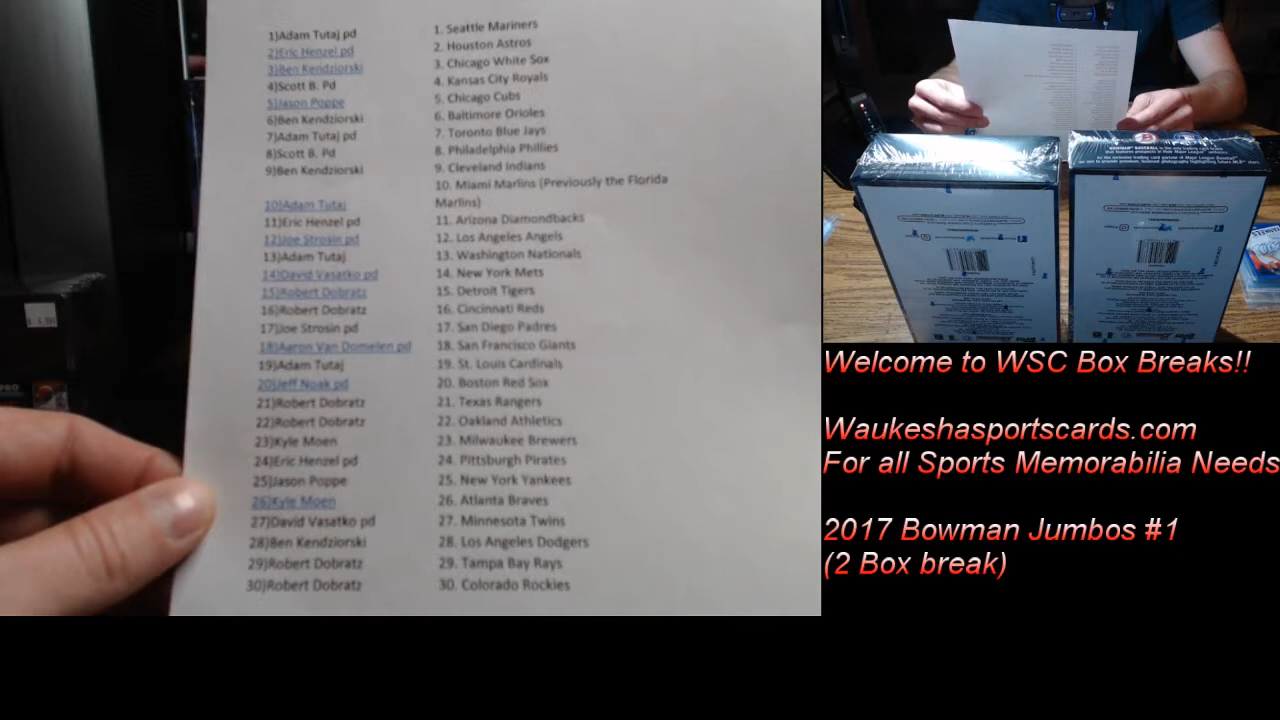 1)Adam Tutaj pd
2)Eric Henzel pd
3)Ben Kendziorski
4)Scott B. Pd
5)Jason Poppe
6)Ben Kendziorski
7)Adam Tutaj pd
8)Scott B. Pd
9)Ben Kendziorski
10)Adam Tutaj
11)Eric Henzel pd
12)Joe Strosin pd
13)Adam Tutaj
14)David Vasatko pd
15)Robert Dobratz
16)Robert Dobratz
17)Joe Strosin pd
18)Aaron Van Domelen pd
19)Adam Tutaj
20)Jeff Noak pd
21)Robert Dobratz
22)Robert Dobratz
23)Kyle Moen
24)Eric Henzel pd
25)Jason Poppe
26)Kyle Moen
27)David Vasatko pd
28)Ben Kendziorski
29)Robert Dobratz
30)Robert Dobratz
1. Seattle Mariners
2. Houston Astros
3. Chicago White Sox
4. Kansas City Royals
5. Chicago Cubs
6. Baltimore Orioles
7. Toronto Blue Jays
8. Philadelphia Phillies
9. Cleveland Indians
10. Miami Marlins (Previously the Florida
Marlins)
11. Arizona Diamondbacks
12. Los Angeles Angels
13. Washington Nationals
14. New York Mets
15. Detroit Tigers
16. Cincinnati Reds
17. San Diego Padres
18. San Francisco Giants
19. St. Louis Cardinals
20. Boston Red Sox
21. Texas Rangers
22. Oakland Athletics
23. Milwaukee Brewers
24. Pittsburgh Pirates
25. New York Yankees
26. Atlanta Braves
27. Minnesota Twins
28. Los Angeles Dodgers
29. Tampa Bay Rays
30. Colorado Rockies
Welcome to WSC Box Breaks!!
Waukeshasportscards.com
For all Sports Memorabilia Needs
2017 Bowman Jumbos #1
(2 Box break)